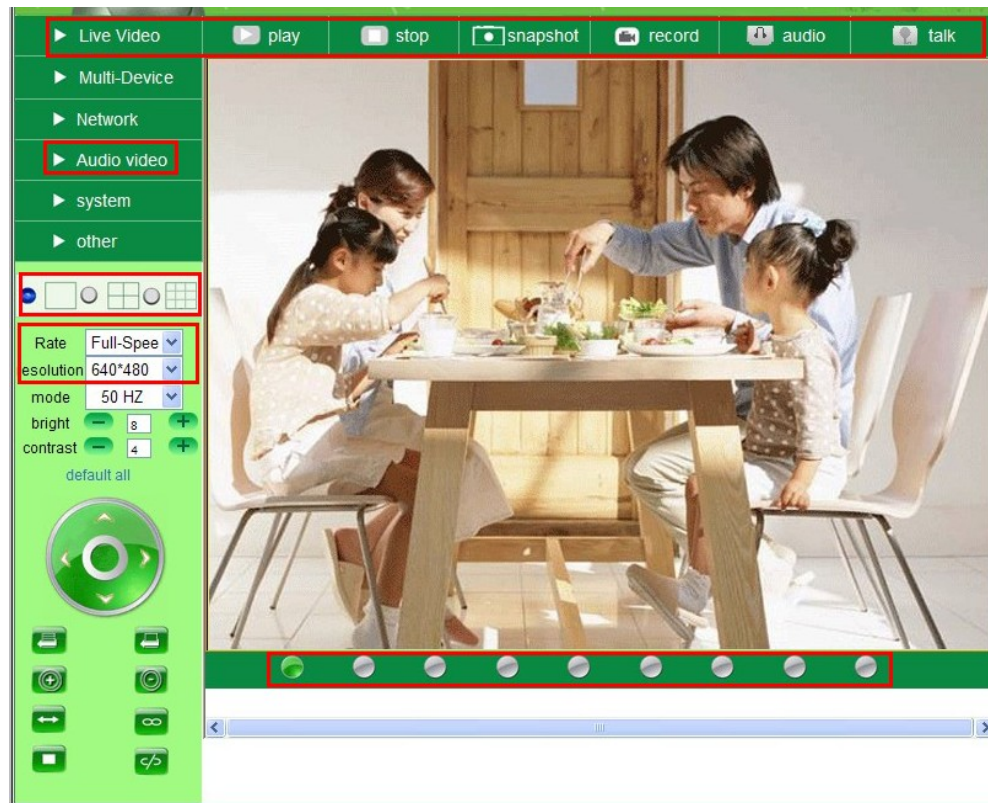 Live Video play stop snapshot record audio talk
Multi-Device
Network
Audio video
system
other
Rate Full-Spee
esolution 640*480
mode 50 HZ
bright 8
contrast 4
default all